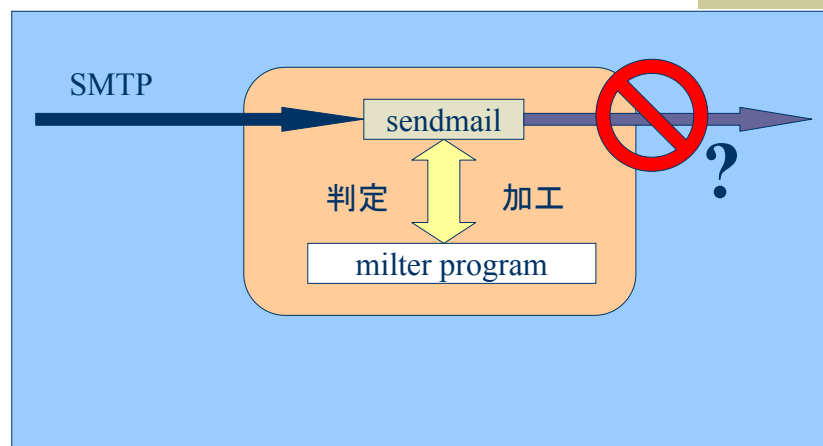 SMTP
sendmail
?
判定 加工
milter program